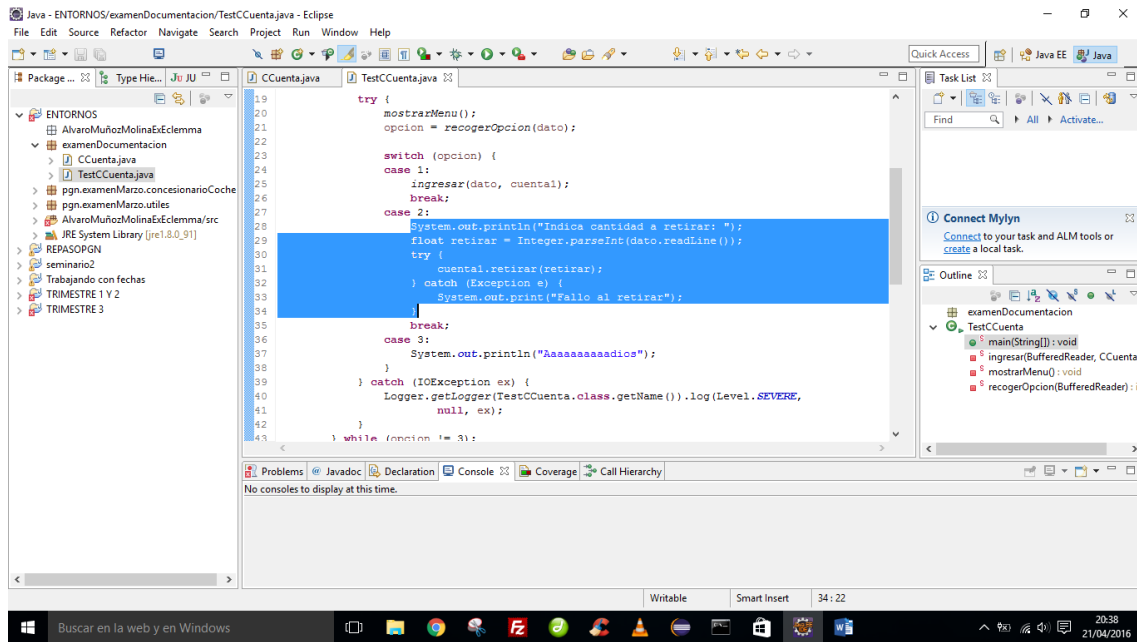 Java - ENTORNOS/examenDocumentacion/TestCCuenta.java - Eclipse
File Edit Source Refactor Navigate Search Project Run Window Help
Quick Access
Java EE
Java
Package ...
Type Hie...
JUnit JU
CCuenta.java
TestCCuenta.java
Task List
ENTORNOS
AlvaroMuñozMolinaExEclemma
examenDocumentacion
CCuenta.java
TestCCuenta.java
pgn.examenMarzo.concesionarioCoche
pgn.examenMarzo.utiles
AlvaroMuñozMolinaExEclemma/src
JRE System Library [jre1.8.0_91]
REPASOPGN
seminario2
Trabajando con fechas
TRIMESTRE 1 Y 2
TRIMESTRE 3
19 try {
20 mostrarMenu();
21 opcion = recogerOpcion(dato);
22
23 switch (opcion) {
24 case 1:
25 ingresar(dato, cuenta1);
26 break;
27 case 2:
28 System.out.println("Indica cantidad a retirar: ");
29 float retirar = Integer.parseInt(dato.readLine());
30 try {
31 cuenta1.retirar(retirar);
32 } catch (Exception e) {
33 System.out.print("Fallo al retirar");
34 }
35 break;
36 case 3:
37 System.out.println("Aaaaaaaaaadios");
38 }
39 } catch (IOException ex) {
40 Logger.getLogger(TestCCuenta.class.getName()).log(Level.SEVERE,
41 null, ex);
42 }
43 } while (opcion != 3);
Find
All
Activate...
Connect Mylyn
Connect to your task and ALM tools or
create a local task.
Outline
examenDocumentacion
TestCCuenta
main(String[]) : void
ingresar(BufferedReader, CCuenta
mostrarMenu() : void
recogerOpcion(BufferedReader) : i
Problems
@ Javadoc
Declaration
Console
Coverage
Call Hierarchy
No consoles to display at this time.
Writable
Smart Insert
34 : 22
Buscar en la web y en Windows
20:38
21/04/2016